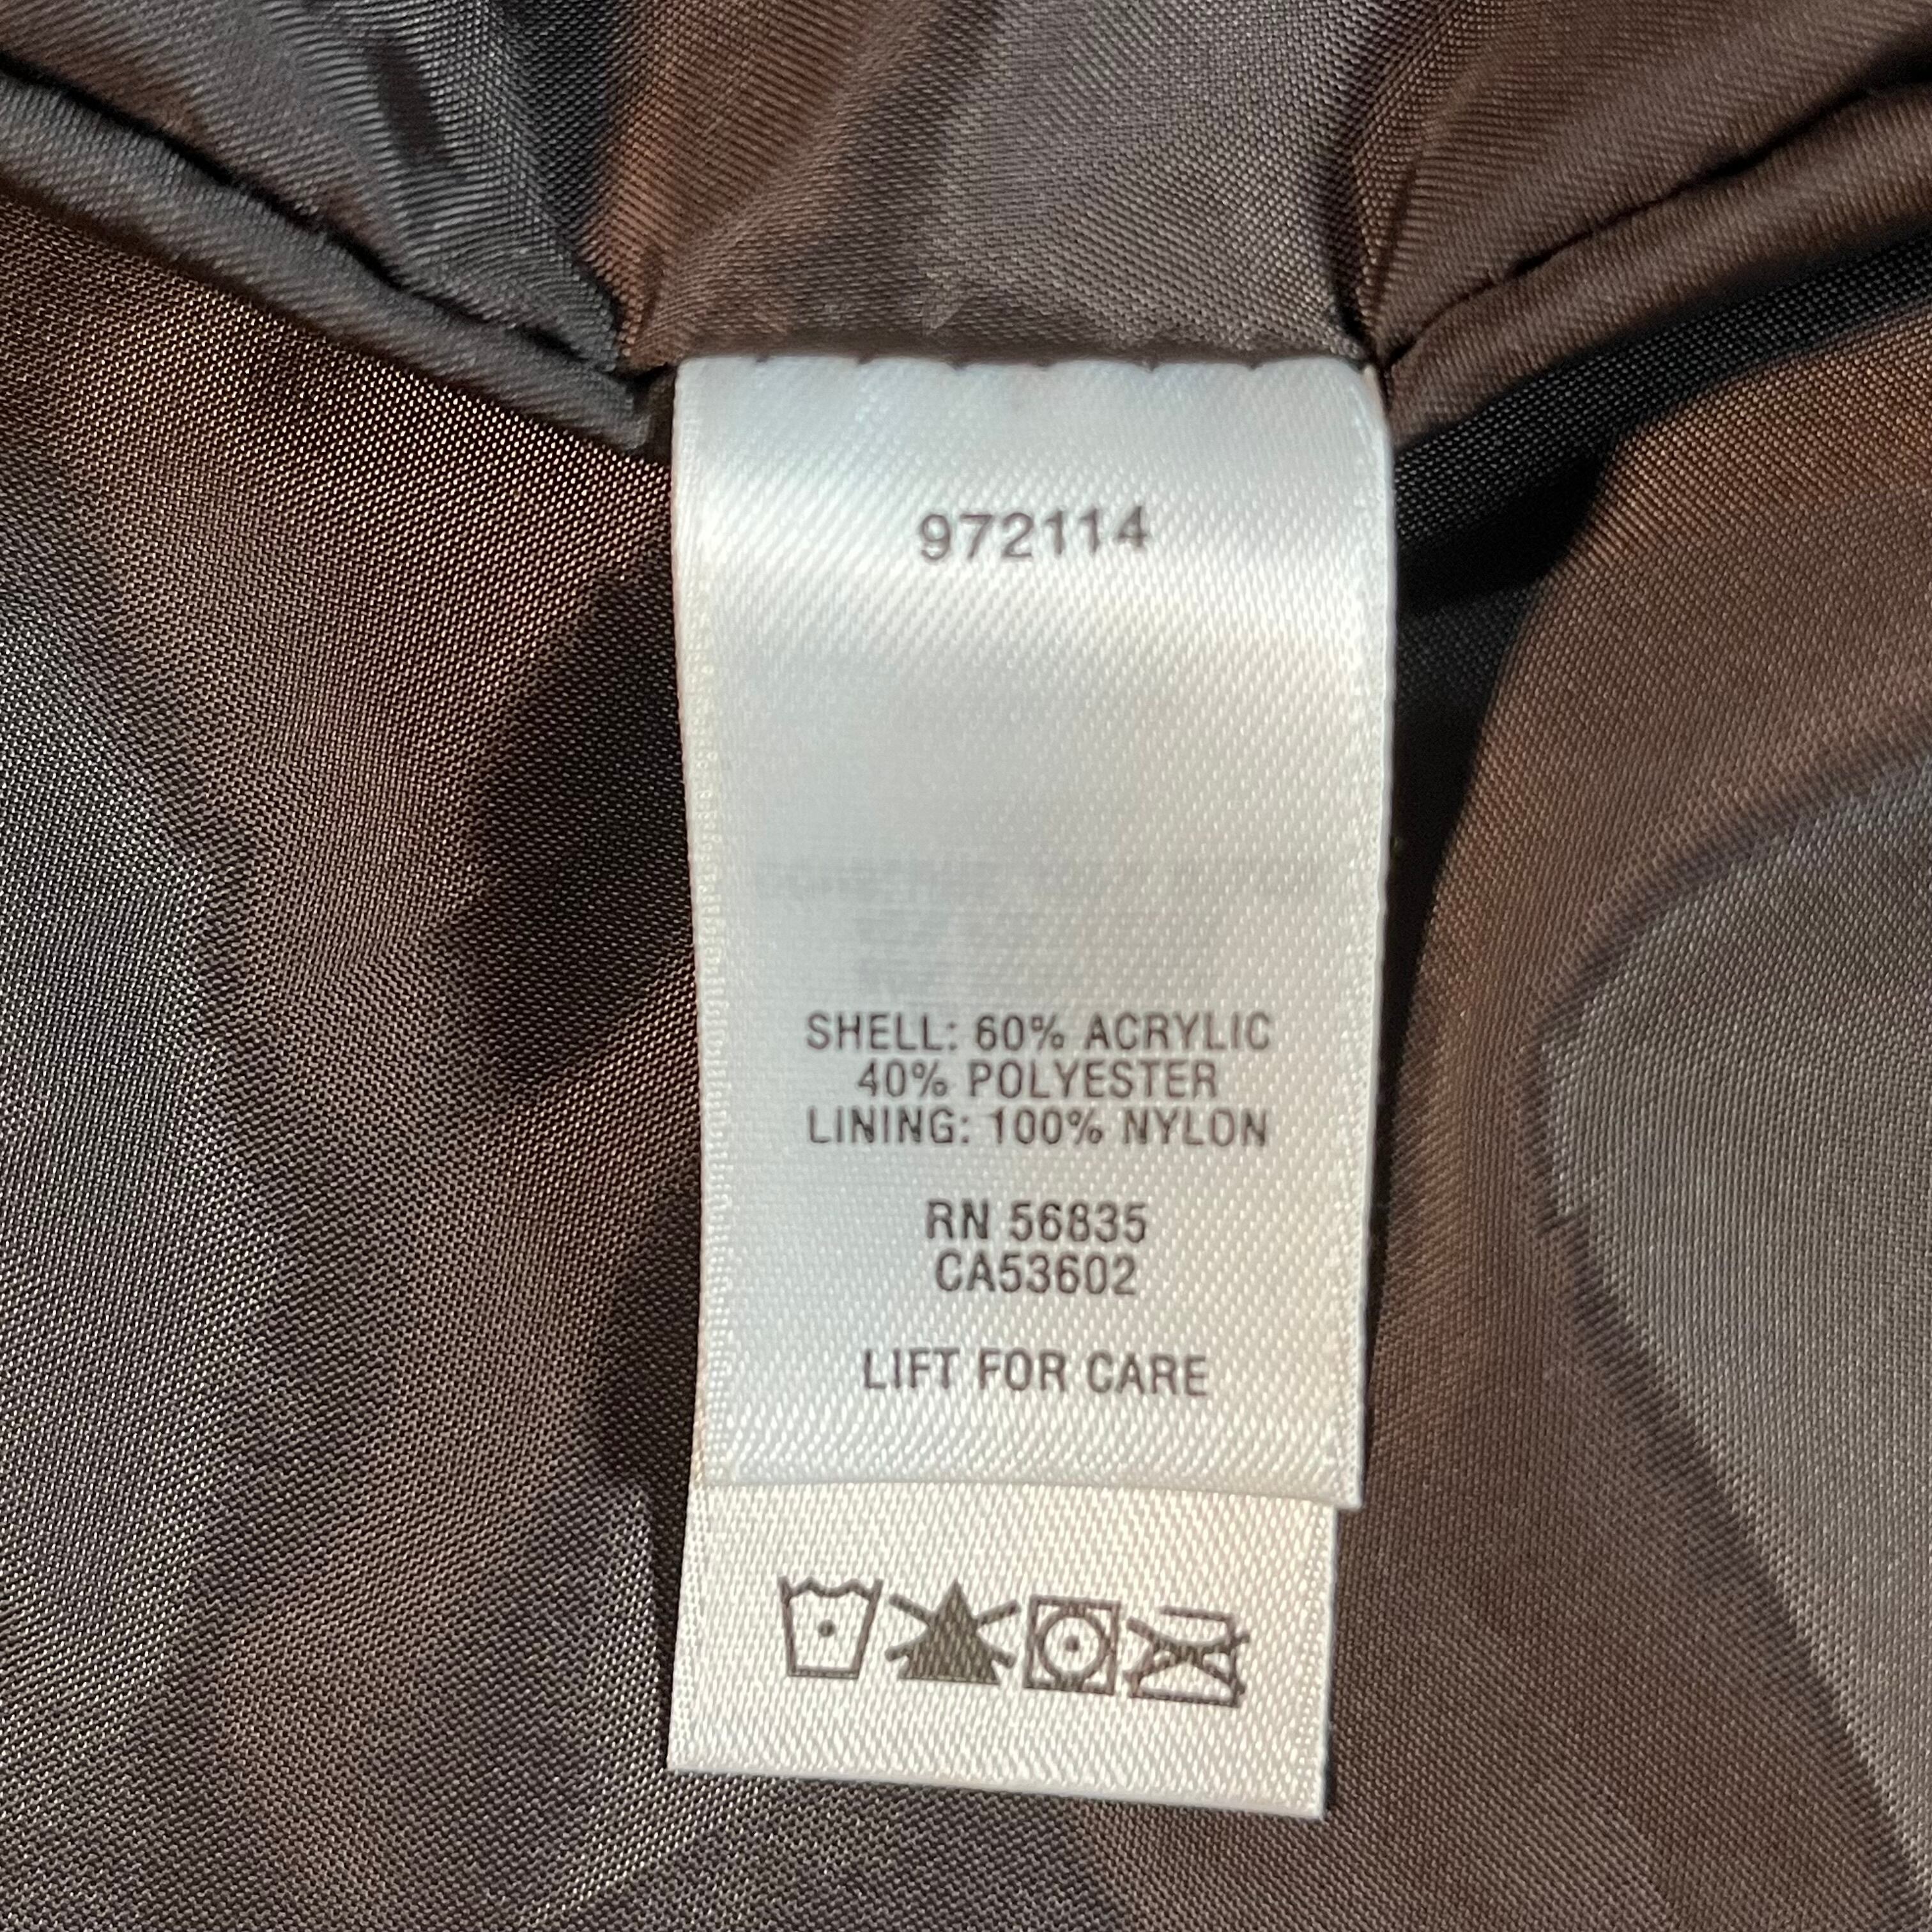 972114
SHELL: 60% ACRYLIC
40% POLYESTER
LINING: 100% NYLON
RN 56835
CA53602
LIFT FOR CARE